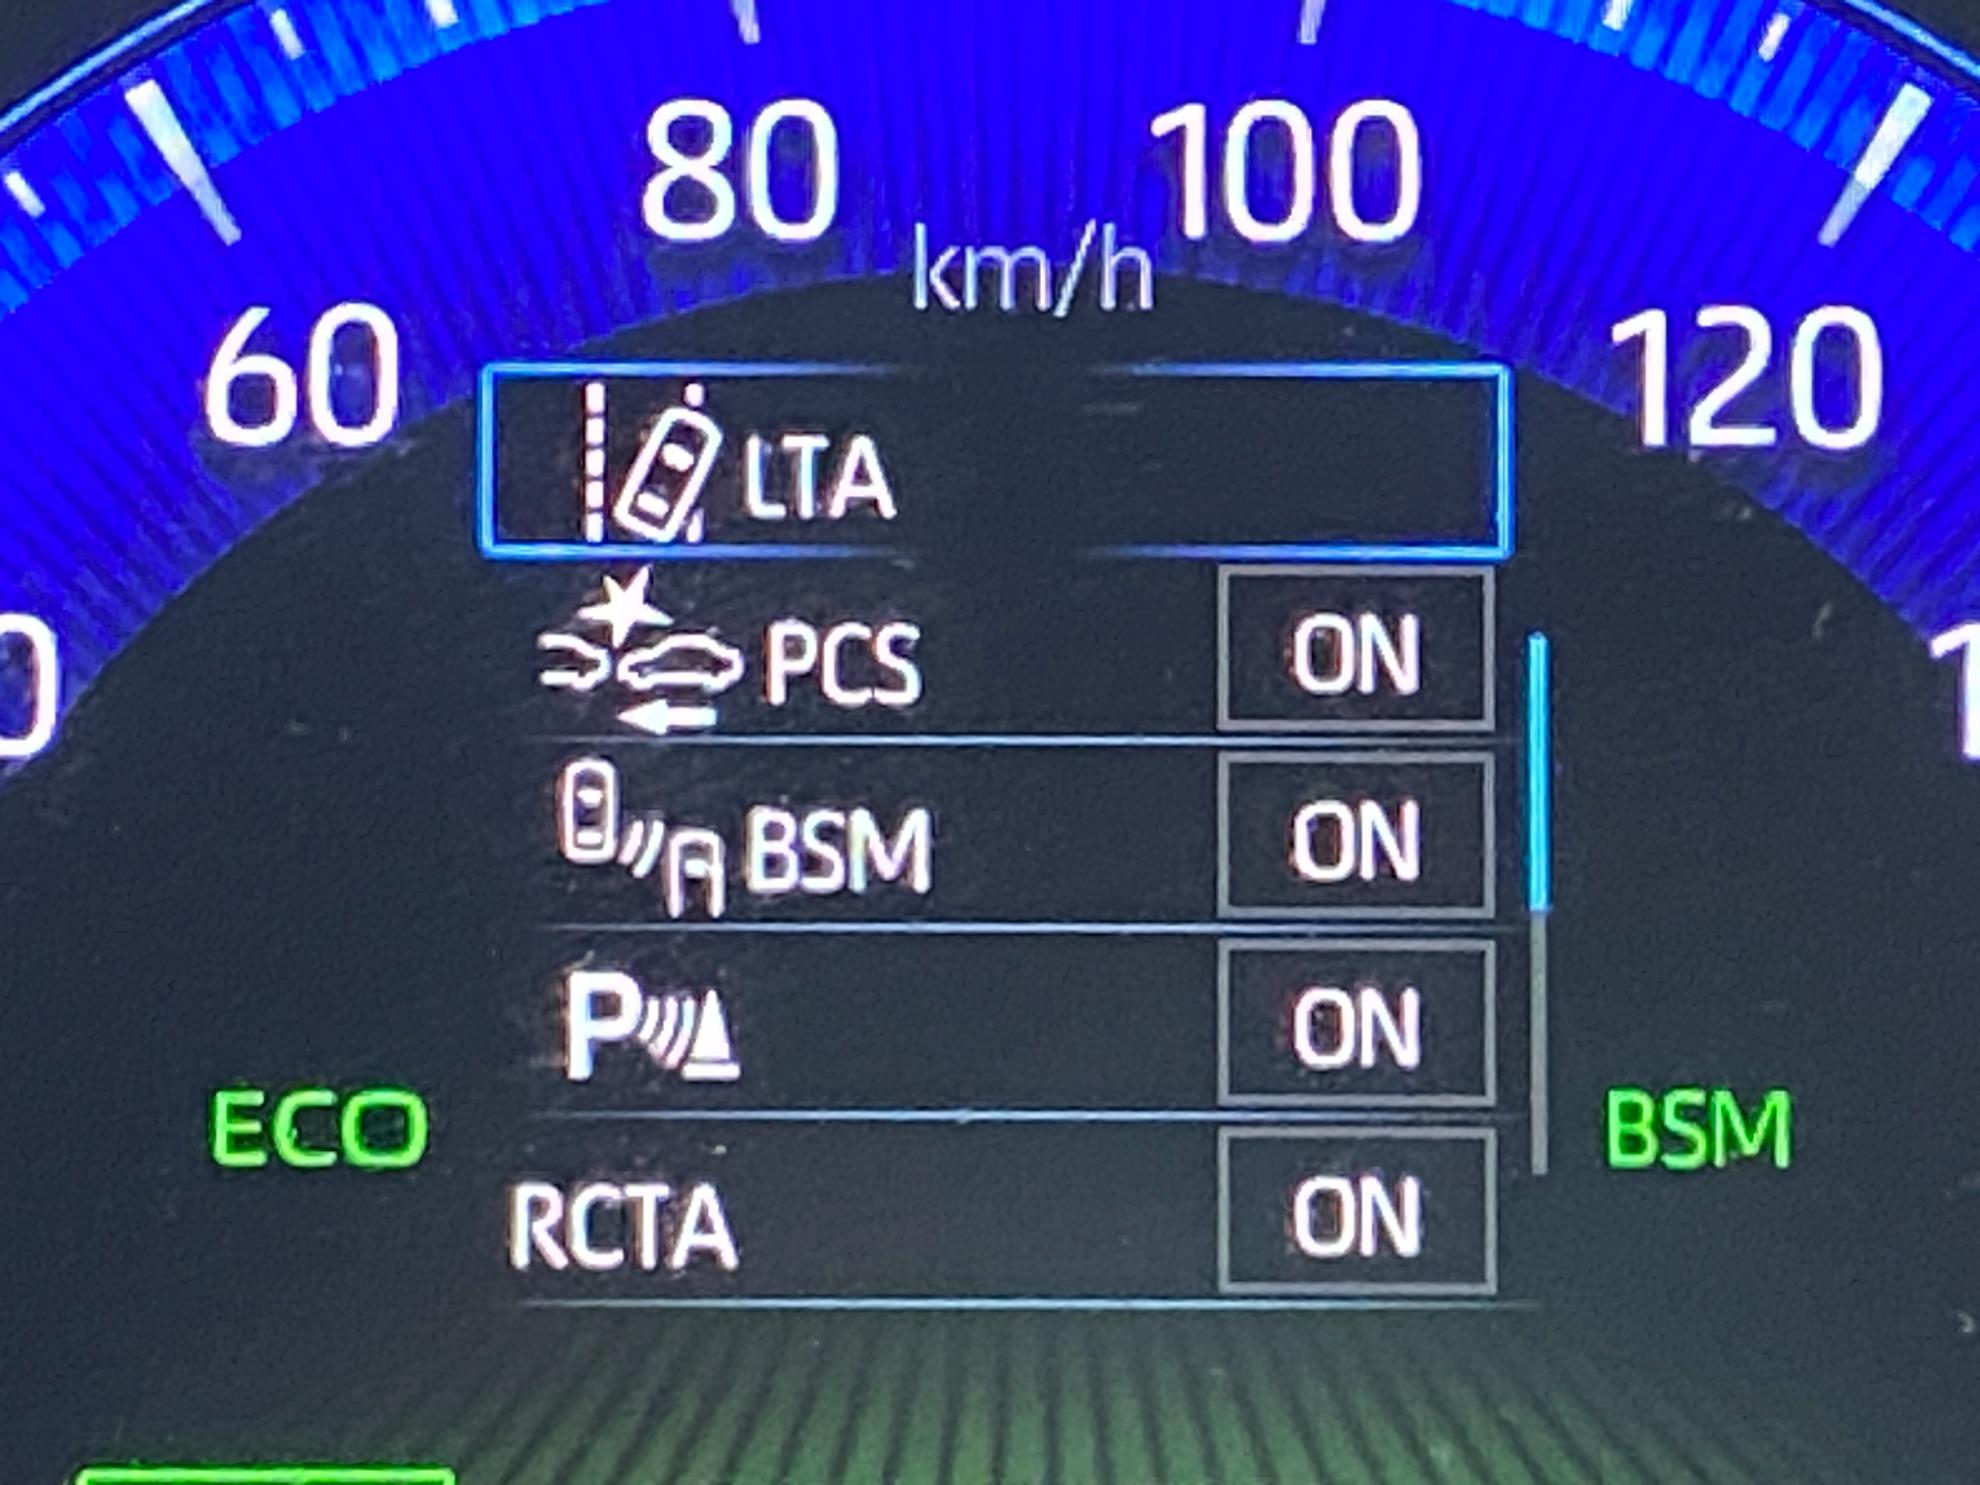 80
100
km/h
60
120
LTA
PCS ON
BSM ON
P ON
ECO
BSM
RCTA ON